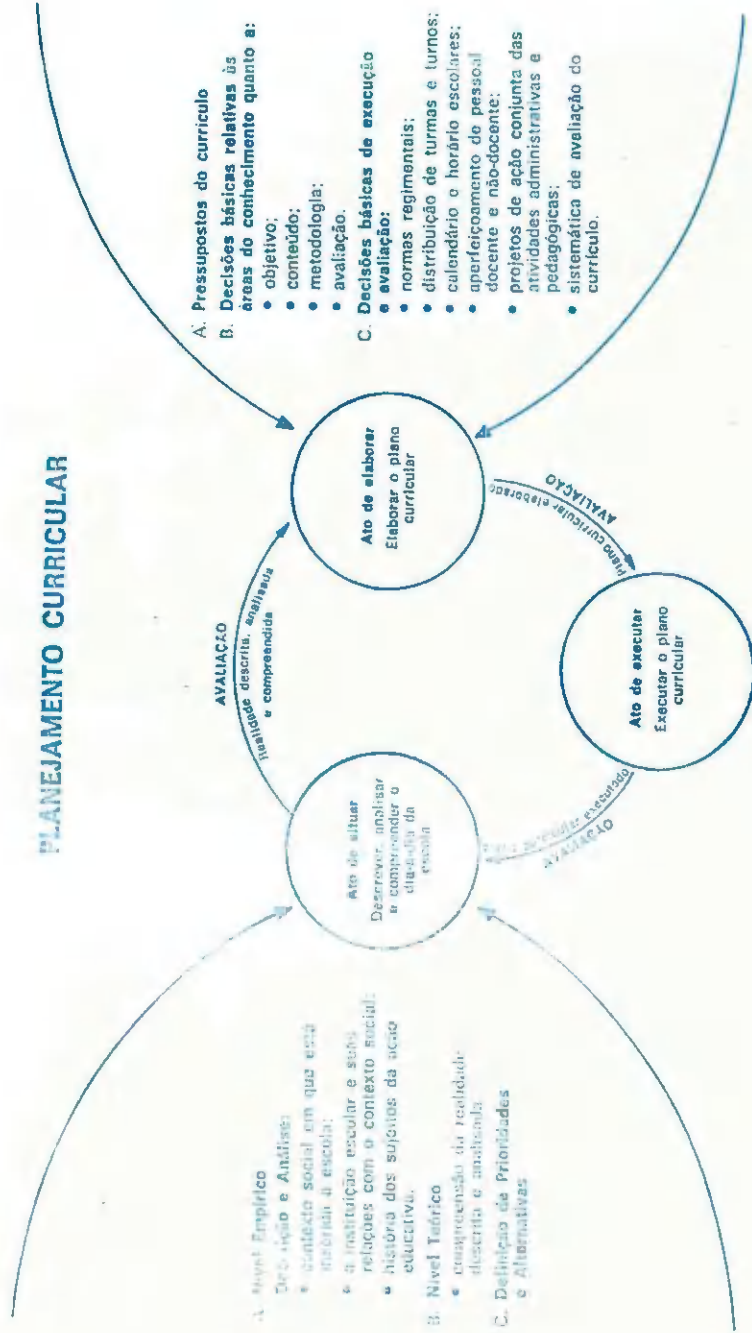 PLANEJAMENTO CURRICULAR
A. Nível Empírico
e Análise:
• contexto social em que está
inserida a escola;
• a instituição escolar e suas
relações com o contexto social;
• história dos sujeitos da ação
educativa.
B. Nível Teórico
• compreensão da realidade
descrita e analisada
C. Definição de Prioridades
e Alternativas
Ato de situar
Descrever, analisar
e compreender o
dia-a-dia da
escola
AVALIAÇÃO
Realidade descrita, analisada
e compreendida
Ato de elaborar
Elaborar o plano
curricular
AVALIAÇÃO
Plano curricular elaborado
Ato de executar
Executar o plano
curricular
curricular executado
AVALIAÇÃO
A. Pressupostos do currículo
B. Decisões básicas relativas às
áreas do conhecimento quanto a:
• objetivo;
• conteúdo;
• metodologia;
• avaliação.
C. Decisões básicas de execução
e avaliação:
• normas regimentais;
• distribuição de turmas e turnos;
• calendário e horário escolares;
• aperfeiçoamento do pessoal
docente e não-docente;
• projetos de ação conjunta das
atividades administrativas e
pedagógicas;
• sistemática de avaliação do
currículo.